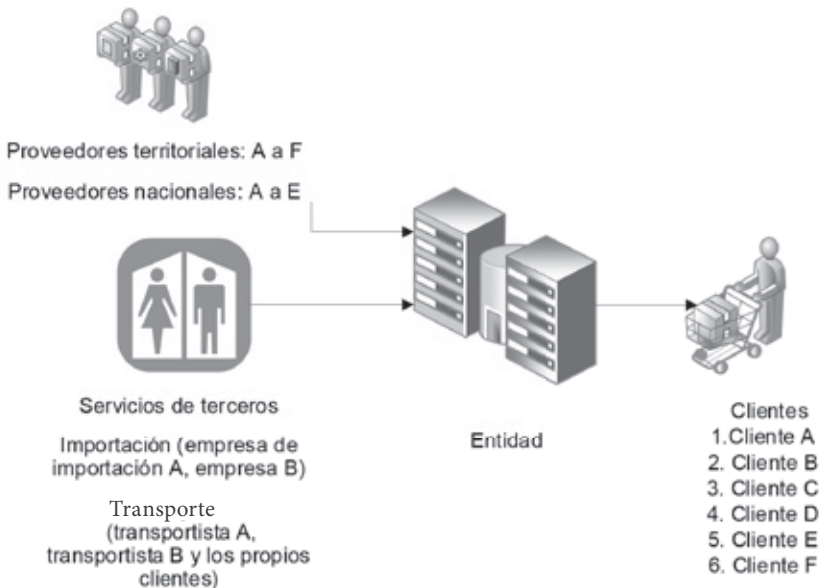 Proveedores territoriales: A a F
Proveedores nacionales: A a E
Servicios de terceros
Importación (empresa de
importación A, empresa B)
Transporte
(transportista A,
transportista B y los propios
clientes)
Entidad
Clientes
1.Cliente A
2. Cliente B
3. Cliente C
4. Cliente D
5. Cliente E
6. Cliente F